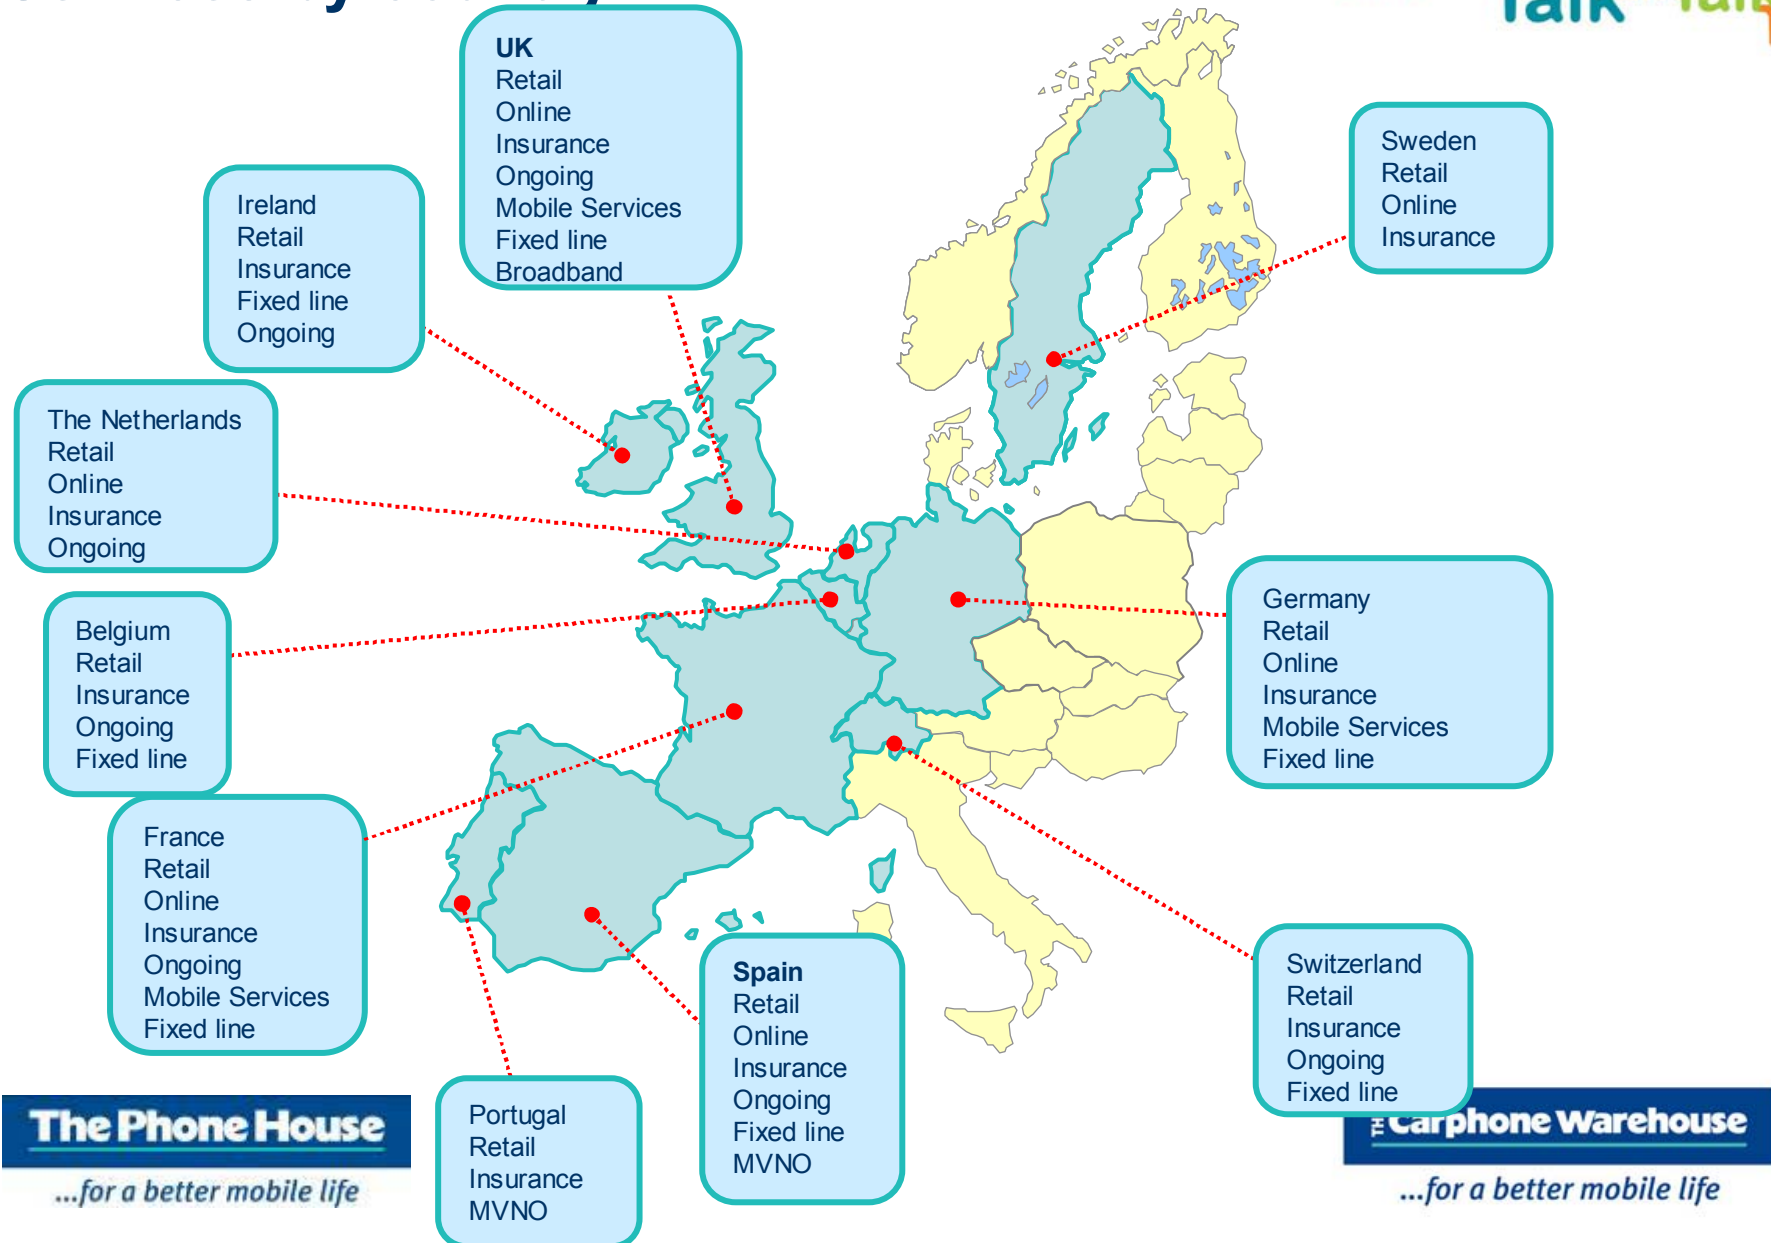 Talk
UK
Retail
Online
Insurance
Ongoing
Mobile Services
Fixed line
Broadband
Sweden
Retail
Online
Insurance
Ireland
Retail
Insurance
Fixed line
Ongoing
The Netherlands
Retail
Online
Insurance
Ongoing
Belgium
Retail
Insurance
Ongoing
Fixed line
Germany
Retail
Online
Insurance
Mobile Services
Fixed line
France
Retail
Online
Insurance
Ongoing
Mobile Services
Fixed line
Spain
Retail
Online
Insurance
Ongoing
Fixed line
MVNO
Switzerland
Retail
Insurance
Ongoing
Fixed line
Portugal
Retail
Insurance
MVNO
The Phone House
...for a better mobile life
THE Carphone Warehouse
...for a better mobile life